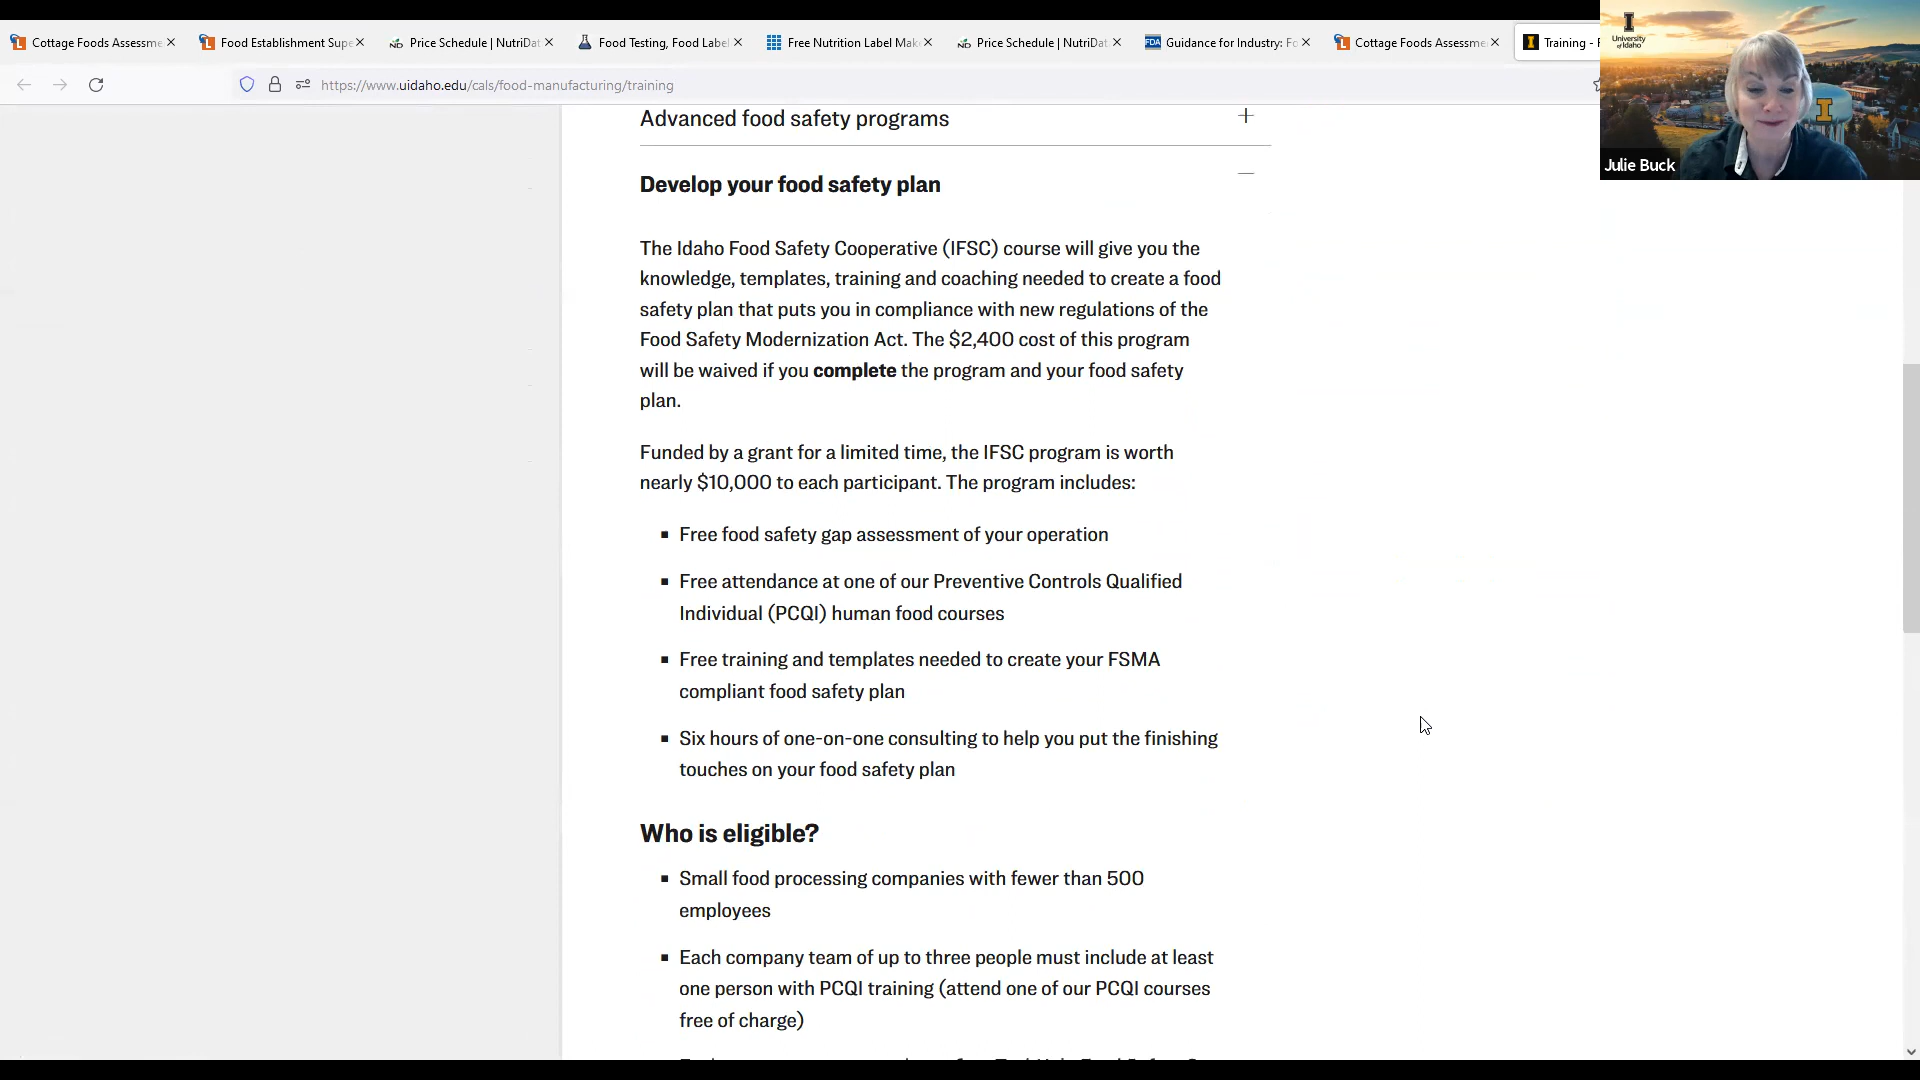 Cottage Foods Assessme
Food Establishment Supe
Price Schedule | NutriDat
Food Testing, Food Label
Free Nutrition Label Mak
Price Schedule | NutriDat
FDA Guidance for Industry: Fo
Cottage Foods Assessme
I Training - F
https://www.uidaho.edu/cals/food-manufacturing/training
I
University
of Idaho
I
Julie Buck
Advanced food safety programs
Develop your food safety plan
The Idaho Food Safety Cooperative (IFSC) course will give you the
knowledge, templates, training and coaching needed to create a food
safety plan that puts you in compliance with new regulations of the
Food Safety Modernization Act. The $2,400 cost of this program
will be waived if you complete the program and your food safety
plan.
Funded by a grant for a limited time, the IFSC program is worth
nearly $10,000 to each participant. The program includes:
Free food safety gap assessment of your operation
Free attendance at one of our Preventive Controls Qualified
Individual (PCQI) human food courses
Free training and templates needed to create your FSMA
compliant food safety plan
Six hours of one-on-one consulting to help you put the finishing
touches on your food safety plan
Who is eligible?
Small food processing companies with fewer than 500
employees
Each company team of up to three people must include at least
one person with PCQI training (attend one of our PCQI courses
free of charge)